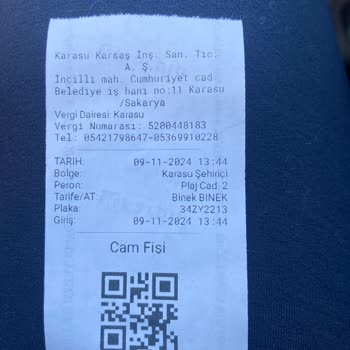 Karasu Karsaş İnş. San. Tic.
A. Ş.
İncilli mah. Cumhuriyet cad.
Belediye iş hanı no:11 Karasu
/Sakarya
Vergi Dairesi: Karasu
Vergi Numarası: 5200448183
Tel: 05421798647-05369910228
TARİH: 09-11-2024 13:44
Bölge: Karasu Şehiriçi
Peron: Plaj Cad. 2
Tarife/AT: Binek BINEK
Plaka: 34ZY2213
Giriş: 09-11-2024 13:44
Cam Fişi